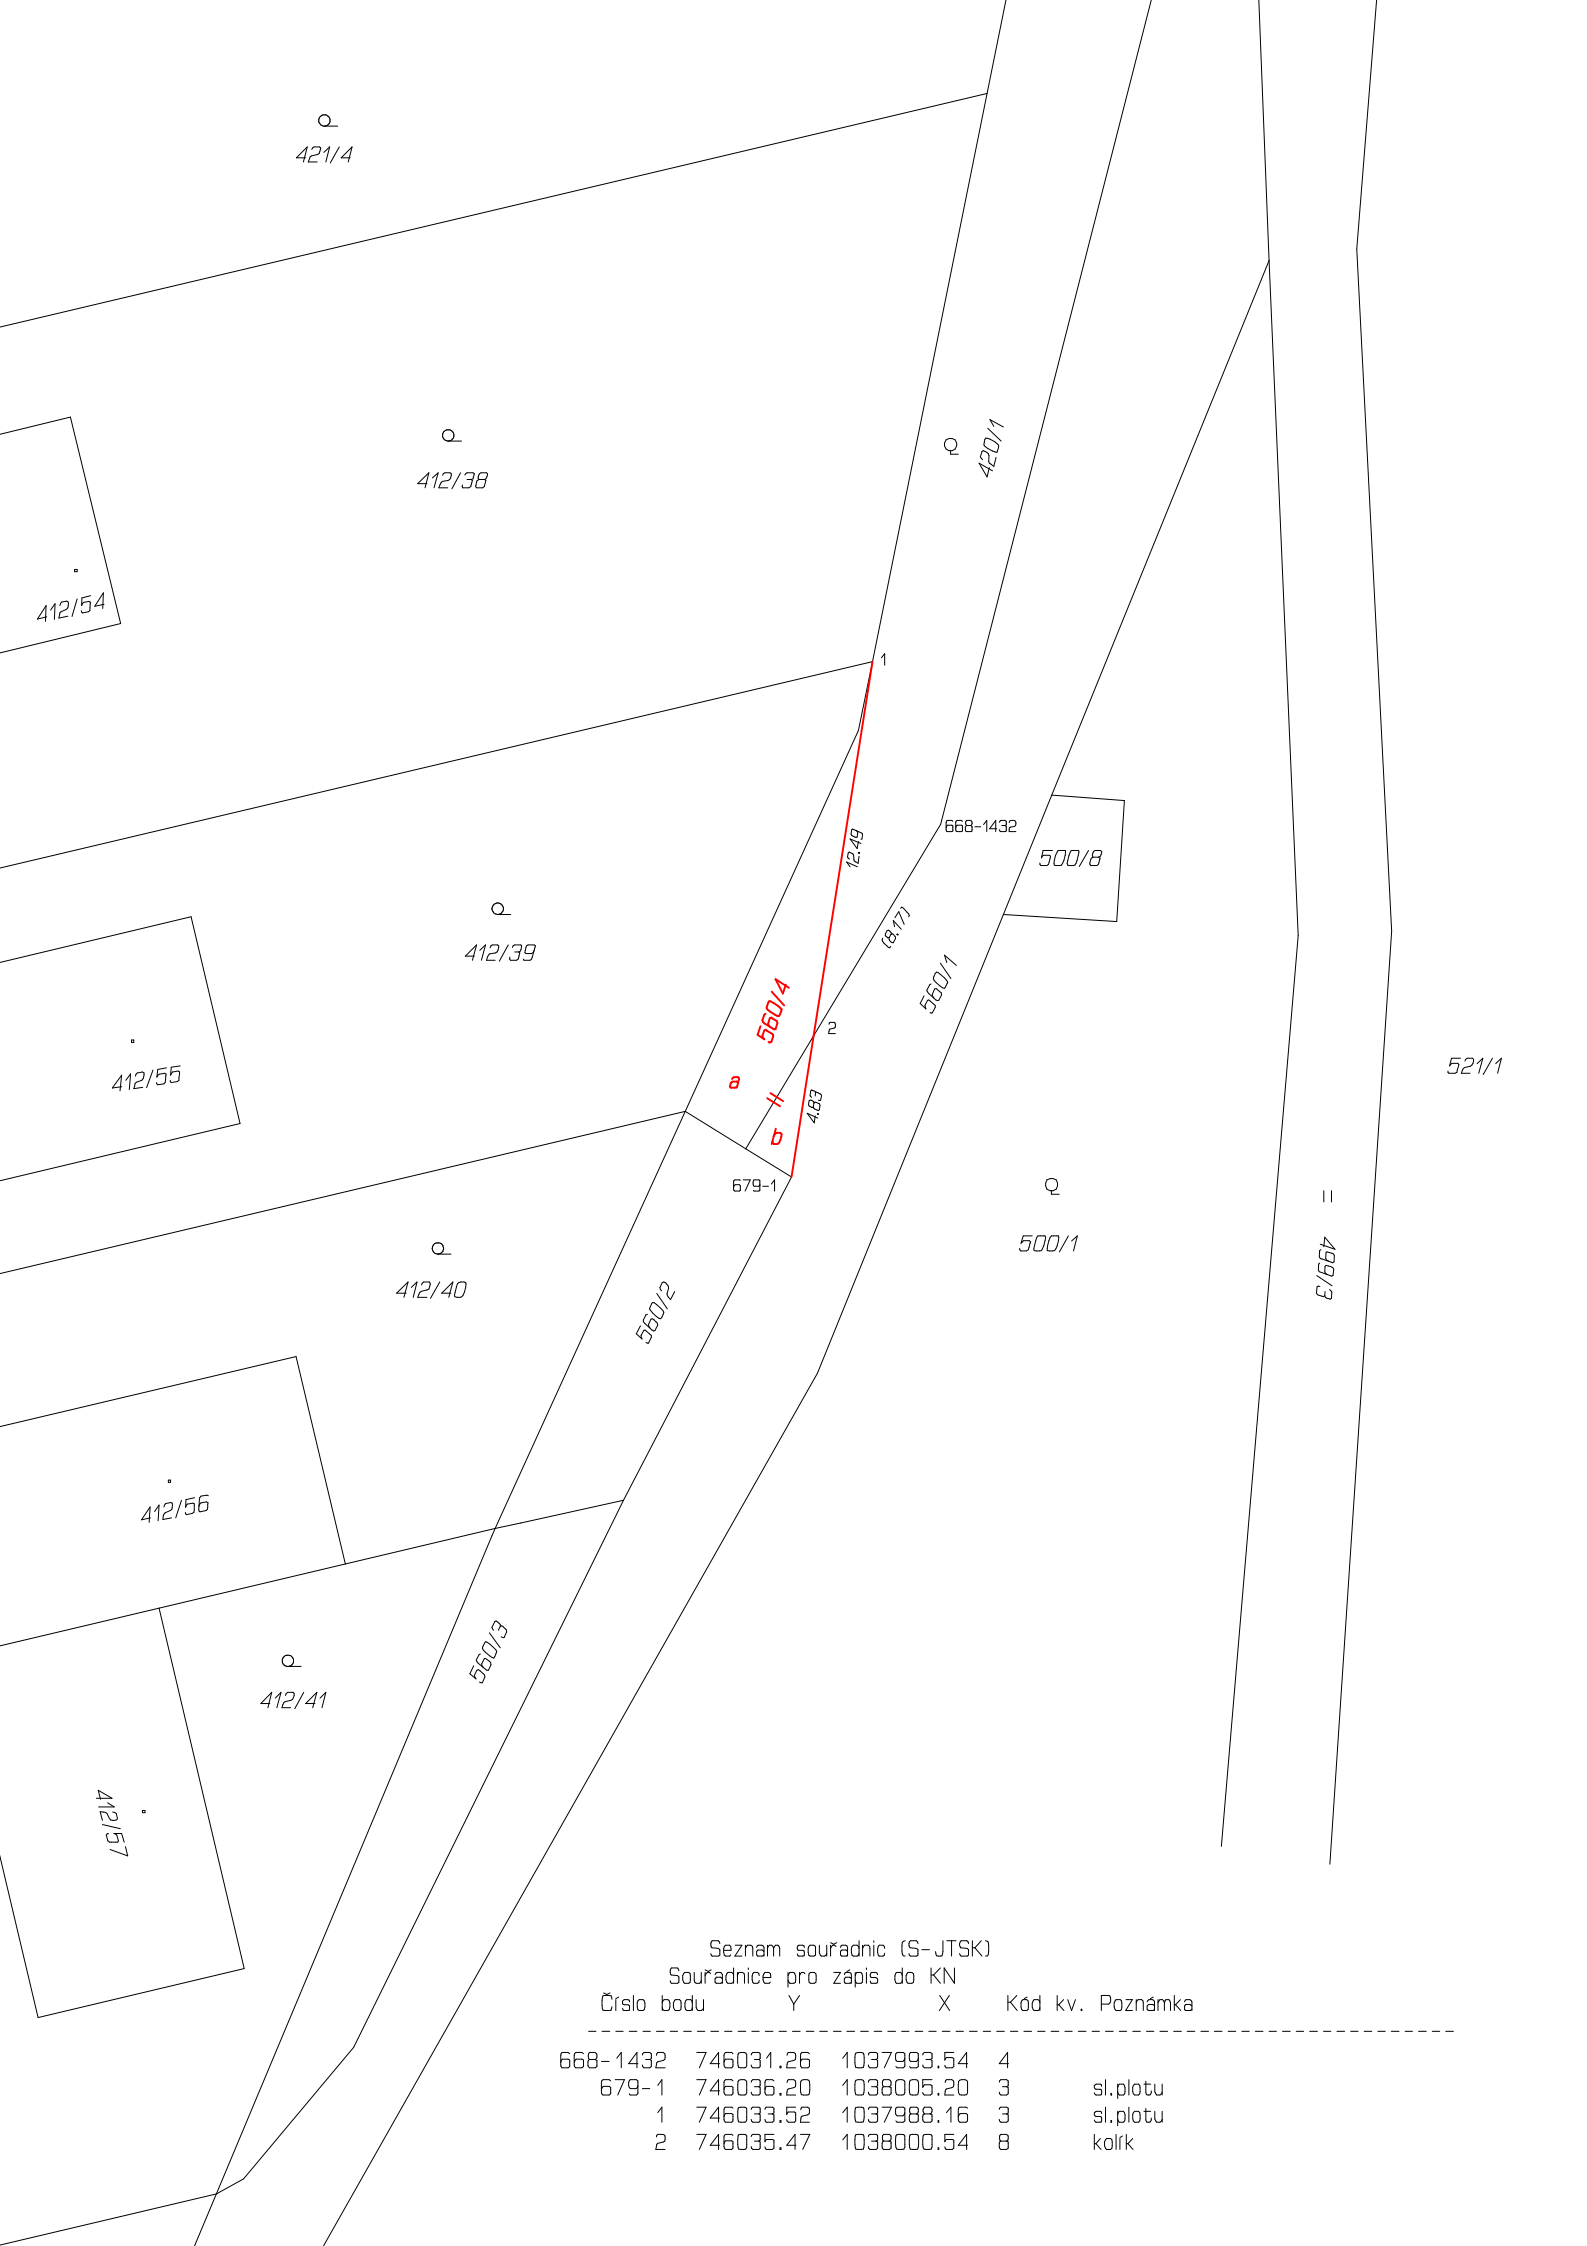 421/4
412/38
420/1
412/54
1
668-1432
500/8
12.49
412/39
(8.17)
560/1
560/4
2
521/1
412/55
a
4.83
b
679-1
500/1
499/3
412/40
560/2
412/56
560/3
412/41
412/57
Seznam souřadnic (S-JTSK)
Souřadnice pro zápis do KN
Číslo bodu Y X Kód kv. Poznámka
----------------------------------------------------------------
668-1432 746031.26 1037993.54 4
679-1 746036.20 1038005.20 3 sl.plotu
1 746033.52 1037988.16 3 sl.plotu
2 746035.47 1038000.54 8 kolík